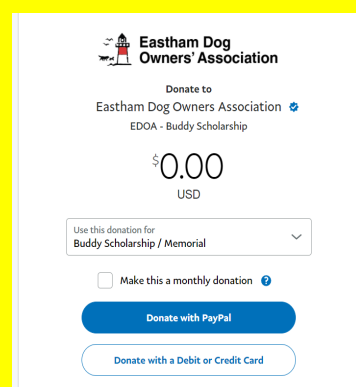 Eastham Dog
Owners' Association
Donate to
Eastham Dog Owners Association
EDOA - Buddy Scholarship
$0.00
USD
Use this donation for
Buddy Scholarship / Memorial
Make this a monthly donation ?
Donate with PayPal
Donate with a Debit or Credit Card